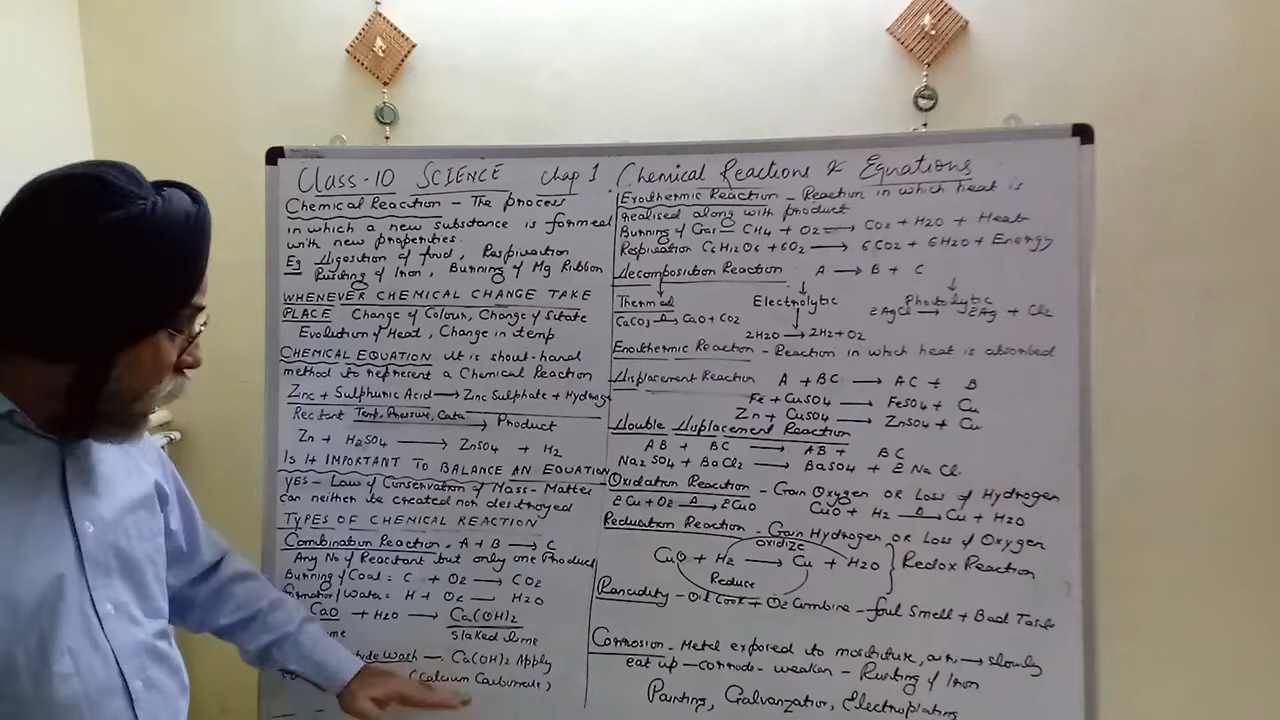 Class-10 SCIENCE Chap 1 Chemical Reactions & Equations
Chemical Reaction - The process
in which a new substance is formed
with new properties.
Eg Digestion of food, Respiration
Rusting of Iron, Burning of Mg Ribbon
WHENEVER CHEMICAL CHANGE TAKE
PLACE Change of Colour, Change of State
Evolution of Heat, Change in temp
CHEMICAL EQUATION It is short-hand
method to represent a Chemical Reaction
Zinc + Sulphuric Acid → Zinc Sulphate + Hydrogen
Rectant Temp, Pressure, Cata. → Product
Zn + H2SO4 → ZnSO4 + H2
Is It IMPORTANT TO BALANCE AN EQUATION
YES - Law of Conservation of Mass - Matter
can neither be created nor destroyed
TYPES OF CHEMICAL REACTION
Combination Reaction. A + B → C
Any No of Reactant but only one Product
Burning of Coal = C + O2 → CO2
Water = H + O2 → H2O
CaO + H2O → Ca(OH)2
slaked lime
Wash — Ca(OH)2 Apply
(Calcium Carbonate)
Exothermic Reaction - Reaction in which heat is
realised along with product
Burning of Gas - CH4 + O2 → CO2 + H2O + Heat
Respiration C6H12O6 + 6O2 → 6CO2 + 6H2O + Energy
Decomposition Reaction A → B + C
Thermal Electrolytic Photolytic
CaCO3 Δ→ CaO + CO2 2AgCl → 2Ag + Cl2
2H2O → 2H2 + O2
Endothermic Reaction - Reaction in which heat is absorbed
Displacement Reaction A + BC → AC + B
Fe + CuSO4 → FeSO4 + Cu
Zn + CuSO4 → ZnSO4 + Cu
Double Displacement Reaction
AB + BC → AB + BC
Na2SO4 + BaCl2 → BaSO4 + 2NaCl
Oxidation Reaction - Gain Oxygen OR Loss of Hydrogen
2Cu + O2 Δ→ 2CuO CuO + H2 Δ→ Cu + H2O
Reduction Reaction - Gain Hydrogen OR Loss of Oxygen
oxidize
CuO + H2 → Cu + H2O } Redox Reaction
Reduce
Rancidity - Oil Cook + O2 Combine - foul Smell + Bad Taste
Corrosion - Metal exposed to moisture, air → slowly
eat up - corrode - weaken - Rusting of Iron
Painting, Galvanzation, Electroplating